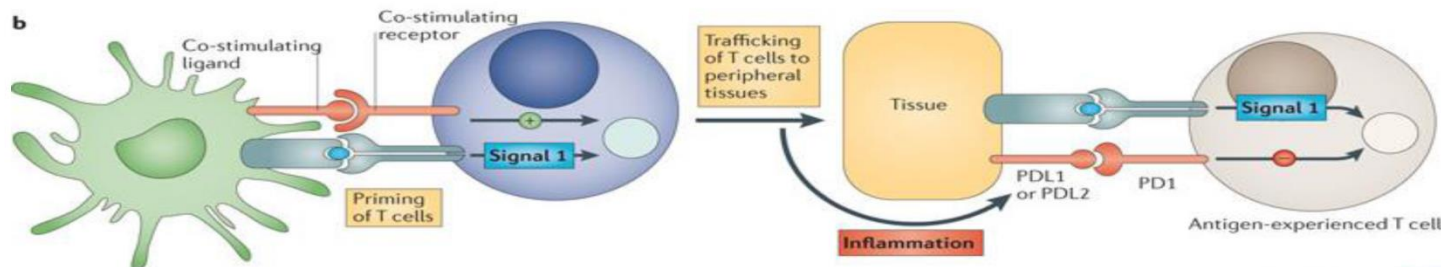 b
Co-stimulating
ligand
Co-stimulating
receptor
+
Signal 1
Priming
of T cells
Trafficking
of T cells to
peripheral
tissues
Inflammation
Tissue
Signal 1
PDL1
or PDL2
PD1
−
Antigen-experienced T cell